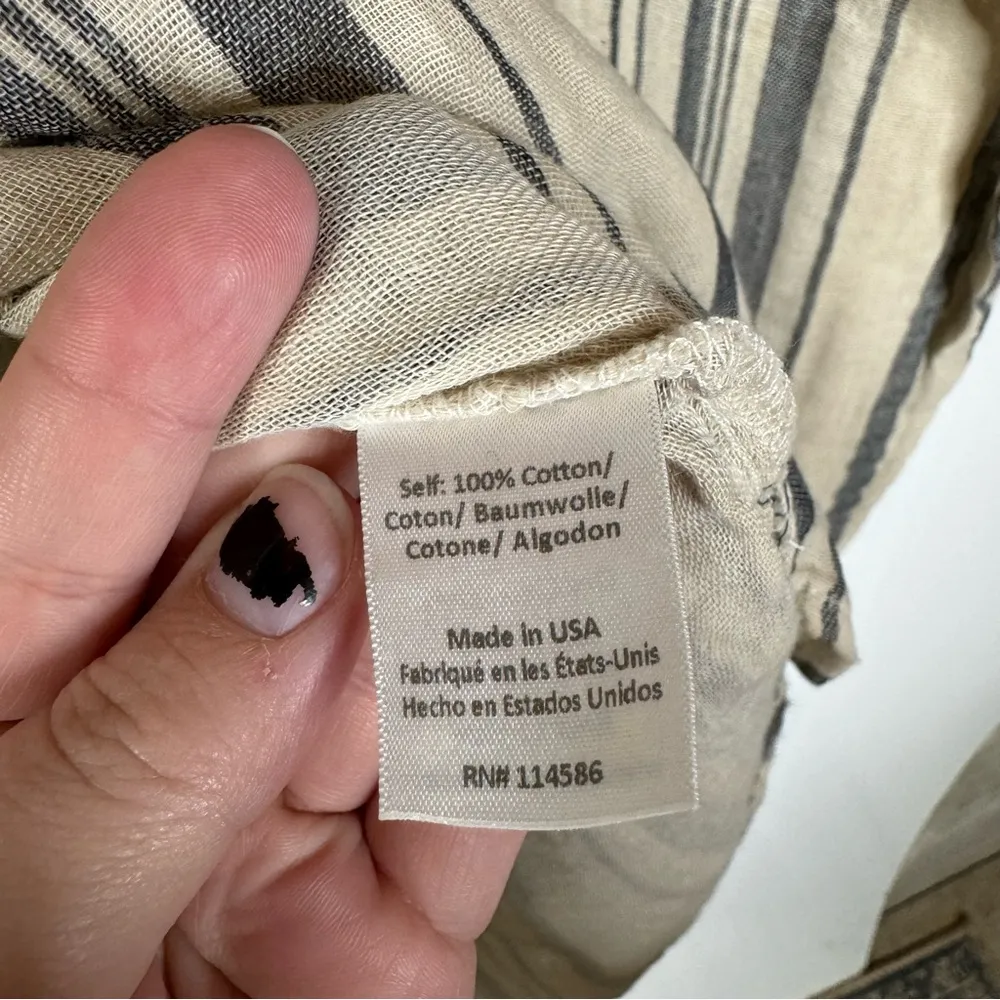 Self: 100% Cotton/
Coton/ Baumwolle/
Cotone/ Algodon
Made in USA
Fabriqué en les États-Unis
Hecho en Estados Unidos
RN# 114586